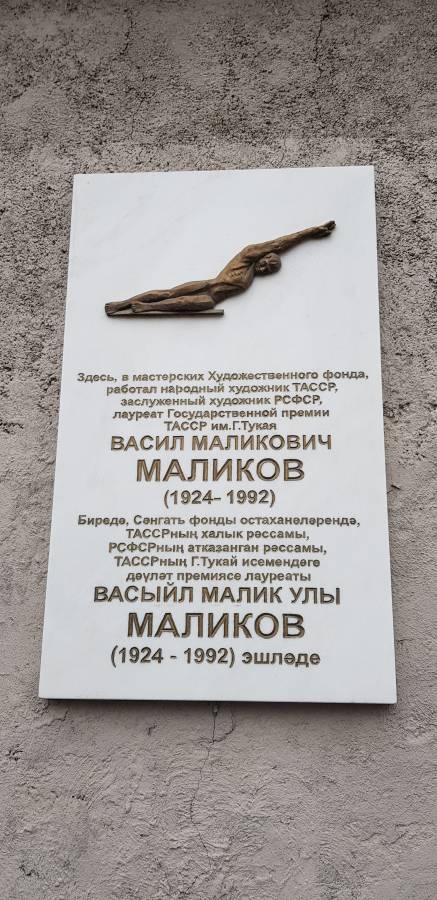 Здесь, в мастерских Художественного фонда,
работал народный художник ТАССР,
заслуженный художник РСФСР,
лауреат Государственной премии
ТАССР им.Г.Тукая
ВАСИЛ МАЛИКОВИЧ
МАЛИКОВ
(1924- 1992)
Биредә, Сәнгать фонды остаханәләрендә,
ТАССРның халык рәссамы,
РСФСРның атказанган рәссамы,
ТАССРның Г.Тукай исемендәге
дәүләт премиясе лауреаты
ВАСЫЙЛ МАЛИК УЛЫ
МАЛИКОВ
(1924 - 1992) эшләде